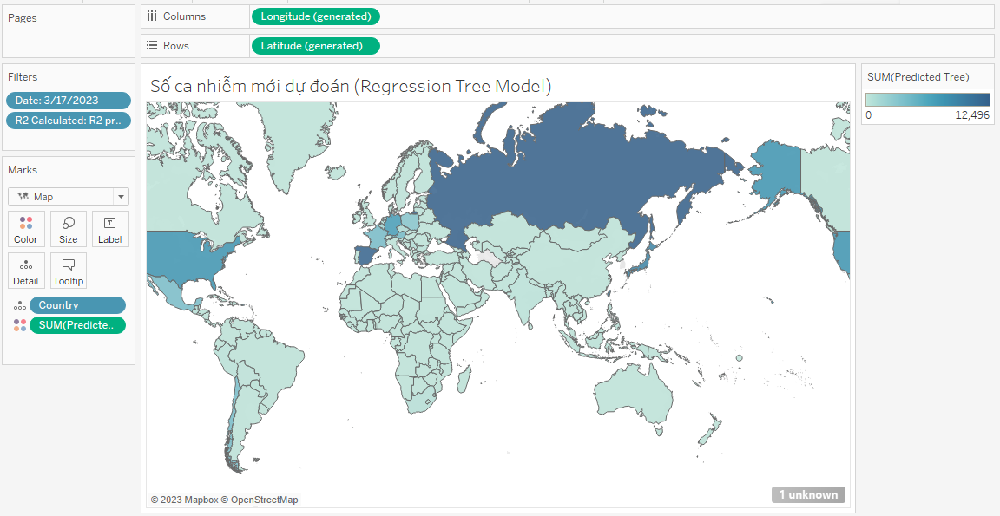 Pages
Columns
Longitude (generated)
Rows
Latitude (generated)
Filters
Date: 3/17/2023
R2 Calculated: R2 pr..
Marks
Map
Color
Size
Label
Detail
Tooltip
Country
SUM(Predicte..
Số ca nhiễm mới dự đoán (Regression Tree Model)
© 2023 Mapbox © OpenStreetMap
1 unknown
SUM(Predicted Tree)
0
12,496